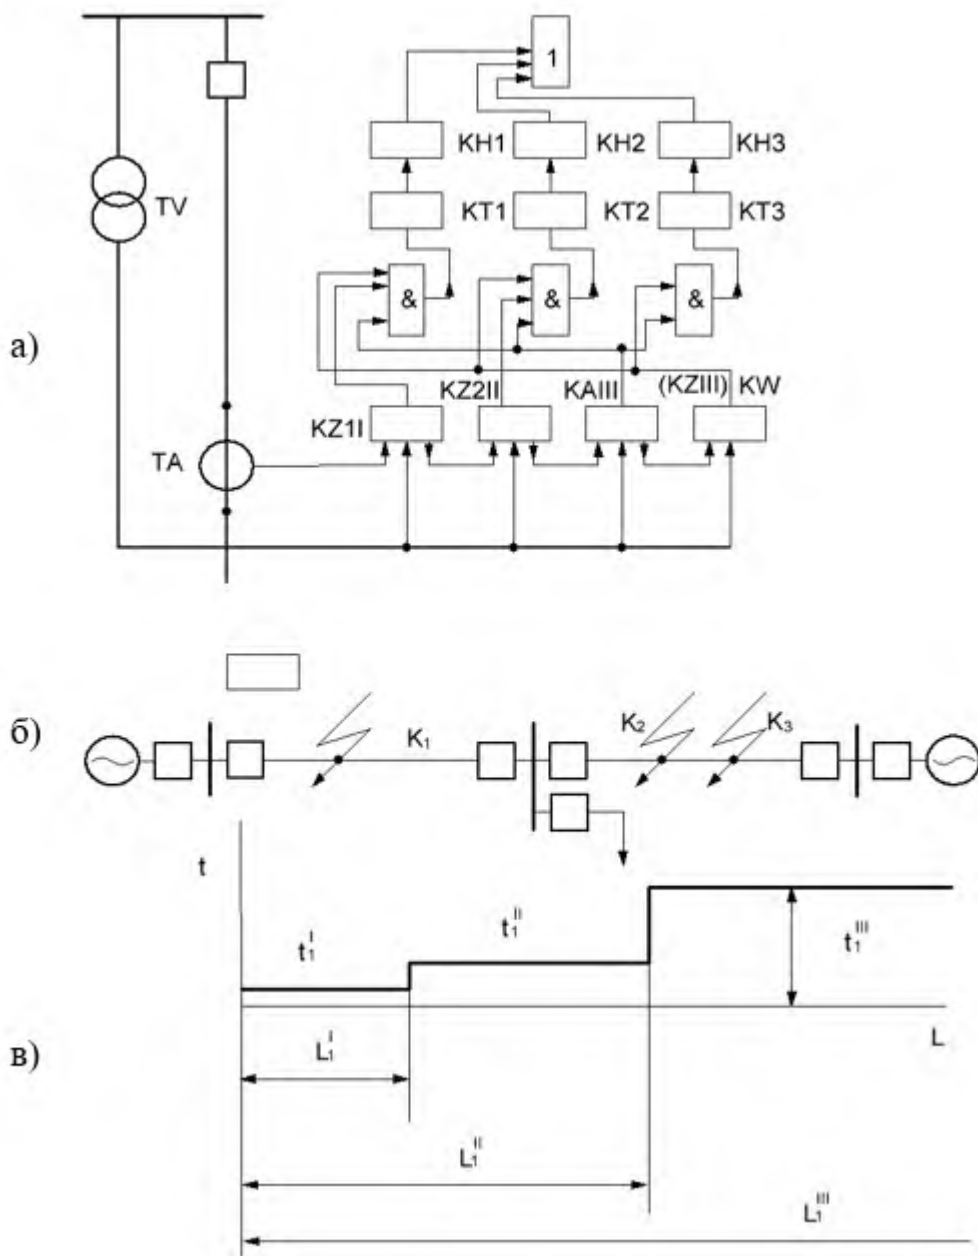 1
KH1 KH2 KH3
TV KT1 KT2 KT3
а) & & &
KZ1I KZ2II KAIII (KZIII) KW
TA
б) K₁ K₂ K₃
t
t₁ᴵ t₁ᴵᴵ t₁ᴵᴵᴵ
L
в) L₁ᴵ
L₁ᴵᴵ
L₁ᴵᴵᴵ